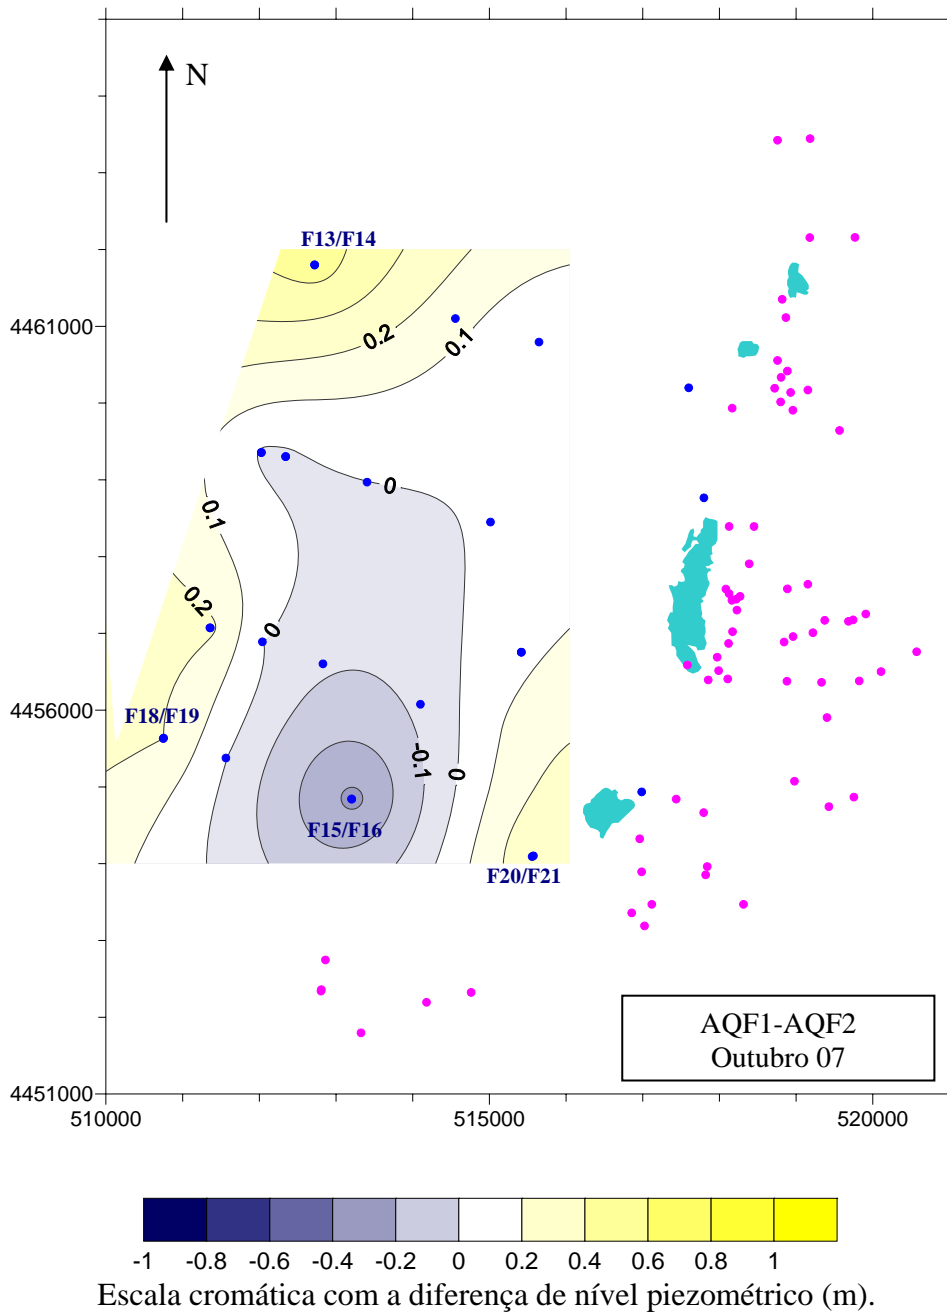 N
F13/F14
4461000
0.2
0.1
0
0.1
0.2
0
4456000
F18/F19
-0.1
0
F15/F16
F20/F21
AQF1-AQF2
Outubro 07
4451000
510000 515000 520000
-1 -0.8 -0.6 -0.4 -0.2 0 0.2 0.4 0.6 0.8 1
Escala cromática com a diferença de nível piezométrico (m).